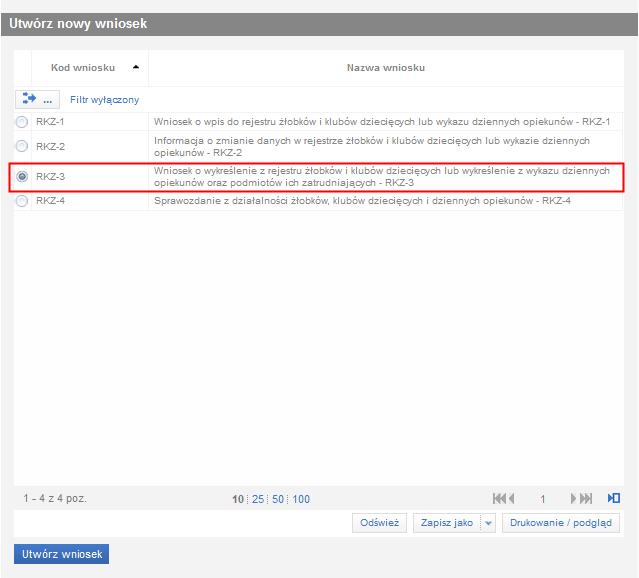 Utwórz nowy wniosek
Kod wniosku Nazwa wniosku
... Filtr wyłączony
RKZ-1 Wniosek o wpis do rejestru żłobków i klubów dziecięcych lub wykazu dziennych opiekunów - RKZ-1
RKZ-2 Informacja o zmianie danych w rejestrze żłobków i klubów dziecięcych lub wykazie dziennych
opiekunów - RKZ-2
RKZ-3 Wniosek o wykreślenie z rejestru żłobków i klubów dziecięcych lub wykreślenie z wykazu dziennych
opiekunów oraz podmiotów ich zatrudniających - RKZ-3
RKZ-4 Sprawozdanie z działalności żłobków, klubów dziecięcych i dziennych opiekunów - RKZ-4
1 - 4 z 4 poz. 10 25 50 100 1
Odśwież Zapisz jako Drukowanie / podgląd
Utwórz wniosek